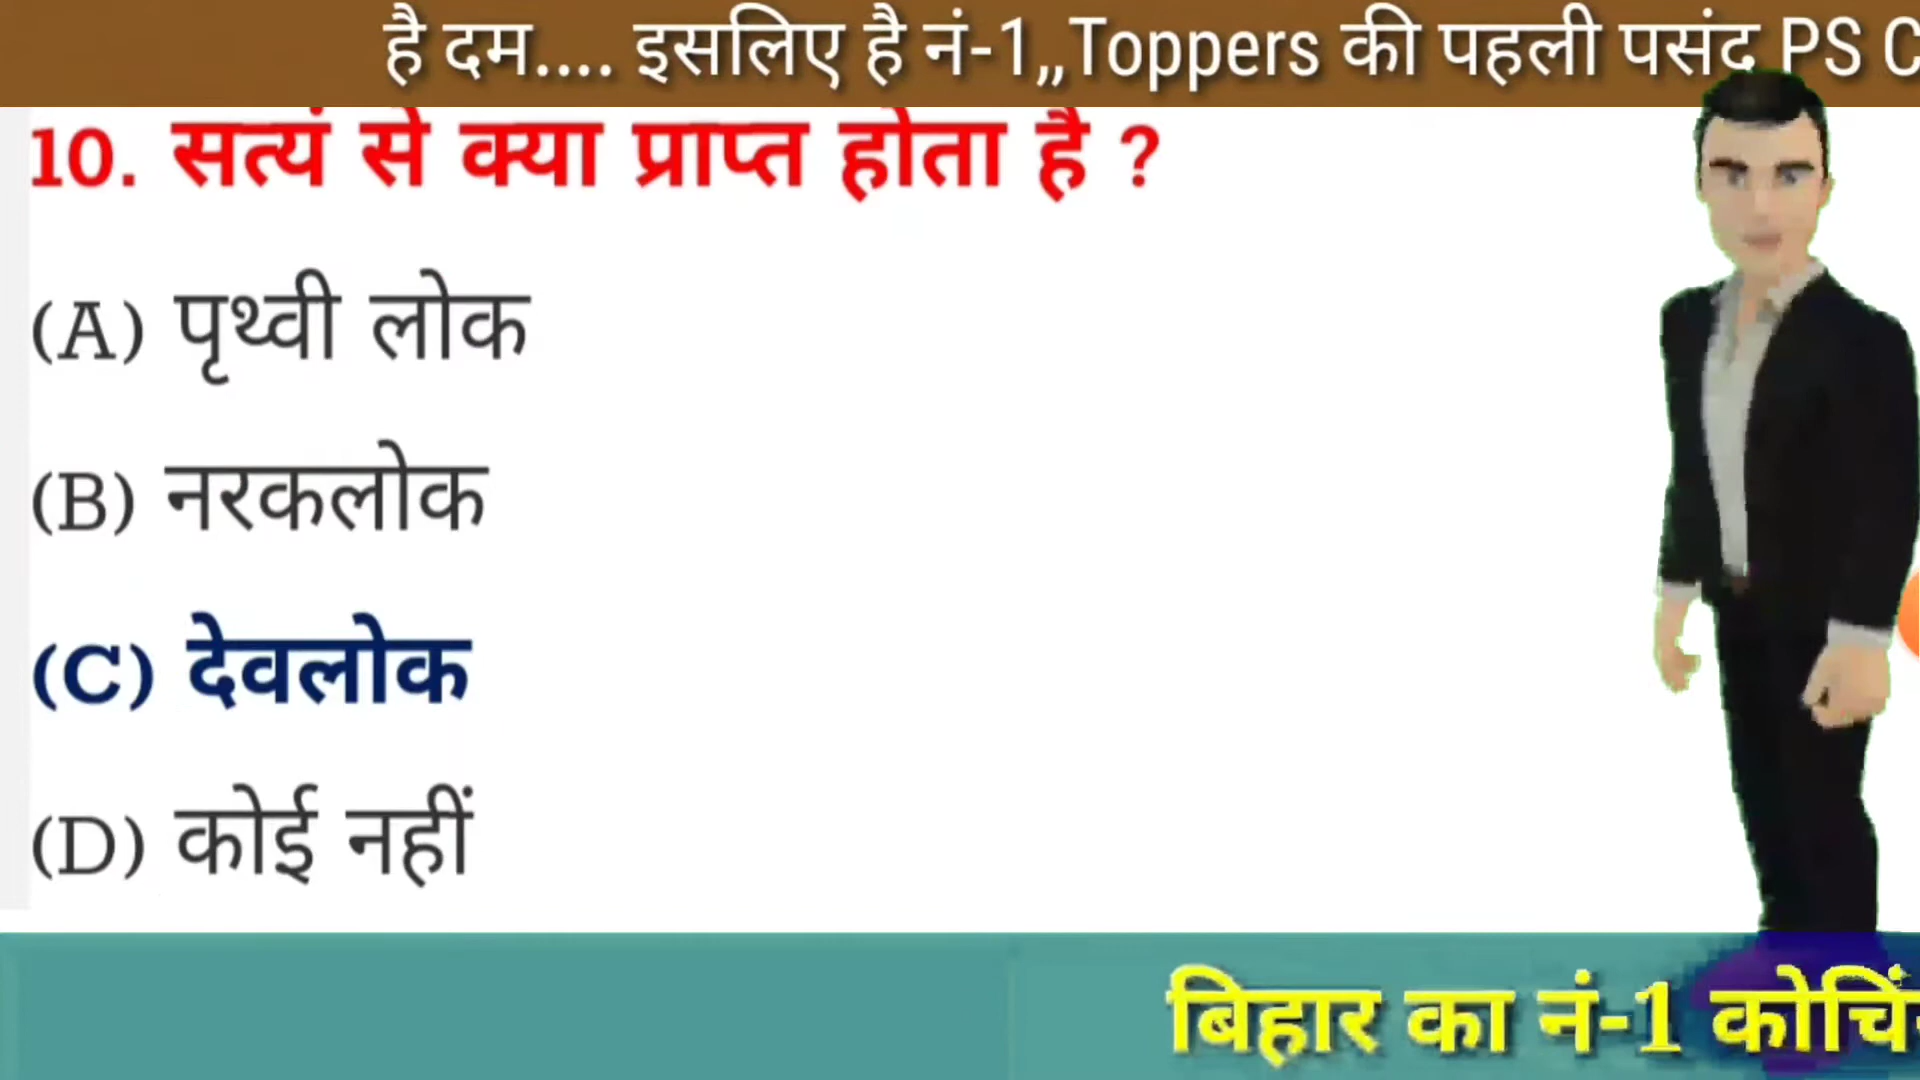 है दम.... इसलिए है नं-1,,Toppers की पहली पसंद PS C
10. सत्यं से क्या प्राप्त होता है ?
(A) पृथ्वी लोक
(B) नरकलोक
(C) देवलोक
(D) कोई नहीं
बिहार का नं-1